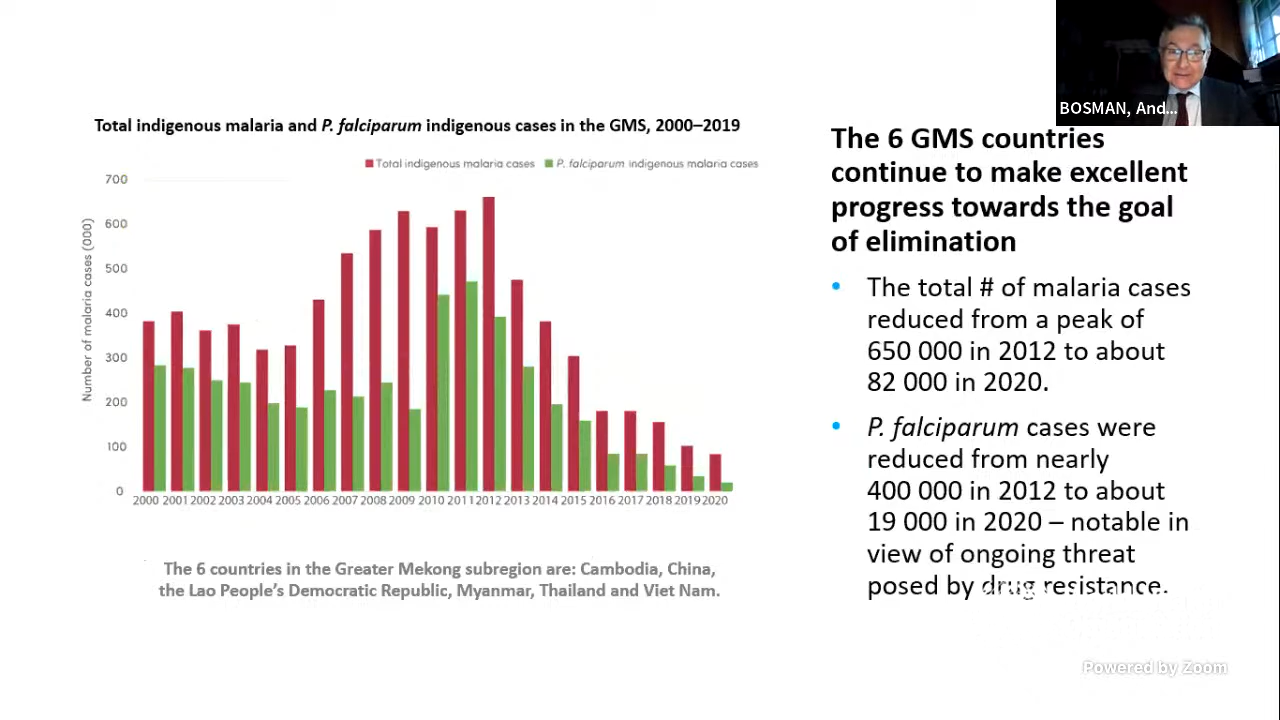 BOSMAN, And...
Total indigenous malaria and P. falciparum indigenous cases in the GMS, 2000–2019
Total indigenous malaria cases P. falciparum indigenous malaria cases
Number of malaria cases (000)
700
600
500
400
300
200
100
0
2000 2001 2002 2003 2004 2005 2006 2007 2008 2009 2010 2011 2012 2013 2014 2015 2016 2017 2018 2019 2020
The 6 countries in the Greater Mekong subregion are: Cambodia, China,
the Lao People's Democratic Republic, Myanmar, Thailand and Viet Nam.
The 6 GMS countries
continue to make excellent
progress towards the goal
of elimination
• The total # of malaria cases
reduced from a peak of
650 000 in 2012 to about
82 000 in 2020.
• P. falciparum cases were
reduced from nearly
400 000 in 2012 to about
19 000 in 2020 – notable in
view of ongoing threat
posed by drug resistance.
Powered by Zoom